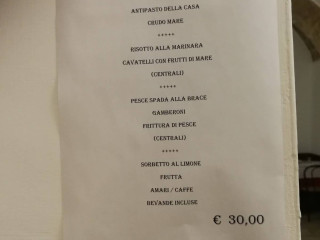 ANTIPASTO DELLA CASA
CRUDO MARE
*****
RISOTTO ALLA MARINARA
CAVATELLI CON FRUTTI DI MARE
(CENTRALI)
*****
PESCE SPADA ALLA BRACE
GAMBERONI
FRITTURA DI PESCE
(CENTRALI)
*****
SORBETTO AL LIMONE
FRUTTA
AMARI / CAFFE
BEVANDE INCLUSE
€ 30,00